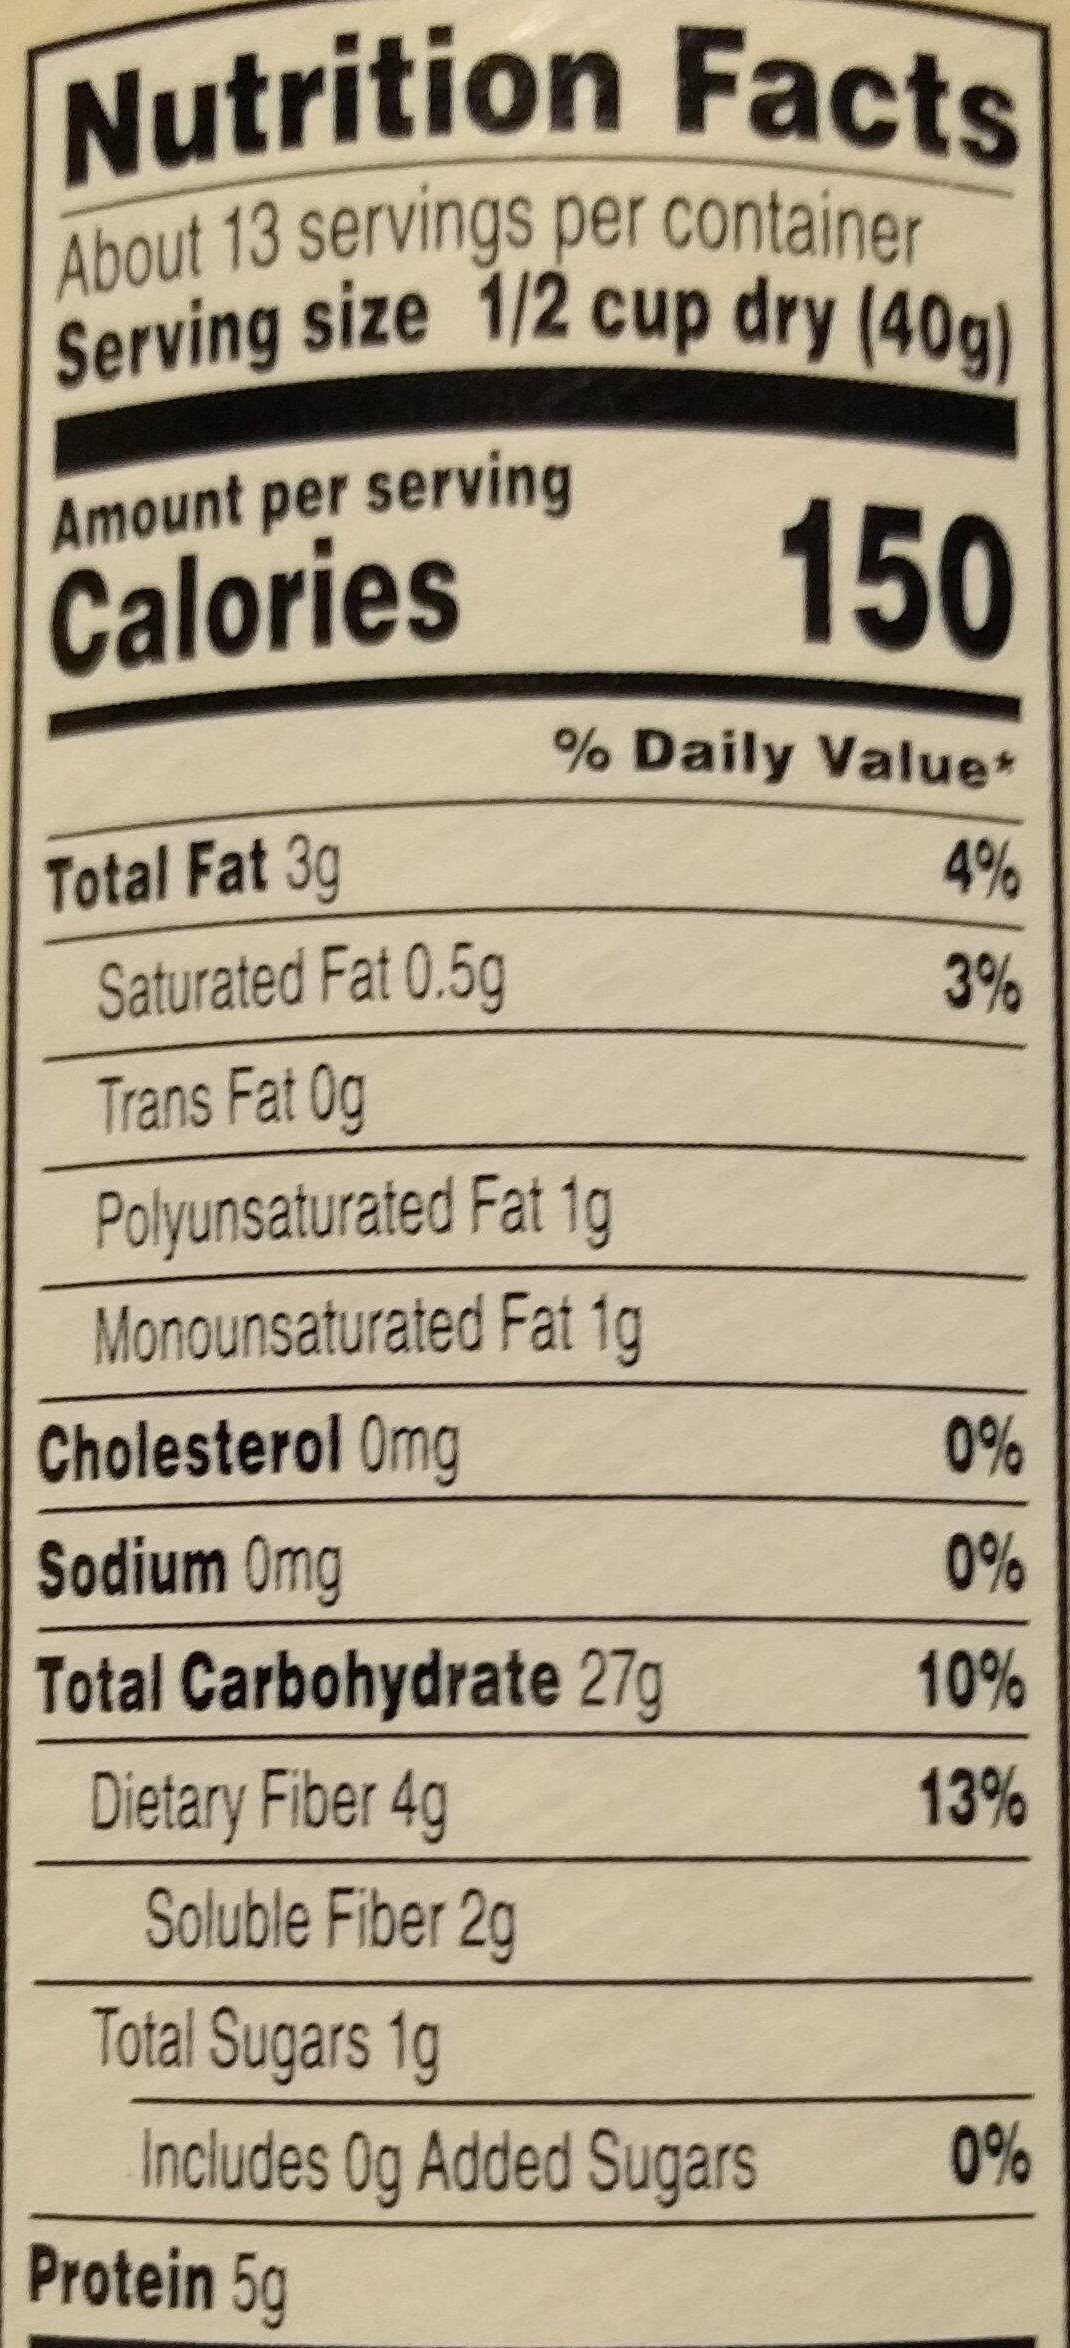 Nutrition Facts
About 13 servings per container
Serving size 1/2 cup dry (40g)
Amount per serving
Calories 150
% Daily Value*
Total Fat 3g 4%
Saturated Fat 0.5g 3%
Trans Fat 0g
Polyunsaturated Fat 1g
Monounsaturated Fat 1g
Cholesterol 0mg 0%
Sodium 0mg 0%
Total Carbohydrate 27g 10%
Dietary Fiber 4g 13%
Soluble Fiber 2g
Total Sugars 1g
Includes 0g Added Sugars 0%
Protein 5g